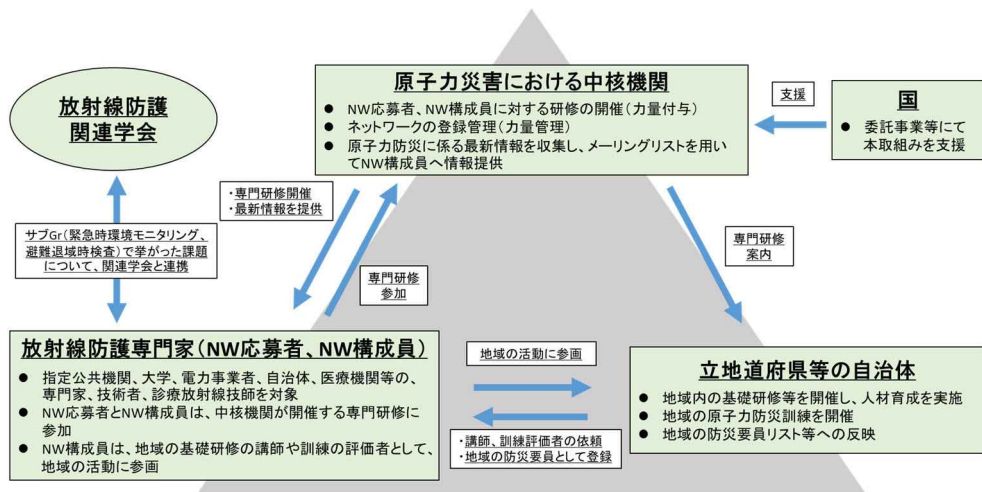 原子力災害における中核機関
● NW応募者、NW構成員に対する研修の開催(力量付与)
● ネットワークの登録管理(力量管理)
● 原子力防災に係る最新情報を収集し、メーリングリストを用い
てNW構成員へ情報提供
支援
国
● 委託事業等にて
本取組みを支援
放射線防護
関連学会
・専門研修開催
・最新情報を提供
サブGr(緊急時環境モニタリング、
避難退域時検査)で挙がった課題
について、関連学会と連携
専門研修
参加
専門研修
案内
放射線防護専門家(NW応募者、NW構成員)
● 指定公共機関、大学、電力事業者、自治体、医療機関等の、
専門家、技術者、診療放射線技師を対象
● NW応募者とNW構成員は、中核機関が開催する専門研修に
参加
● NW構成員は、地域の基礎研修の講師や訓練の評価者として、
地域の活動に参画
地域の活動に参画
・講師、訓練評価者の依頼
・地域の防災要員として登録
立地道府県等の自治体
● 地域内の基礎研修等を開催し、人材育成を実施
● 地域の原子力防災訓練を開催
● 地域の防災要員リスト等への反映